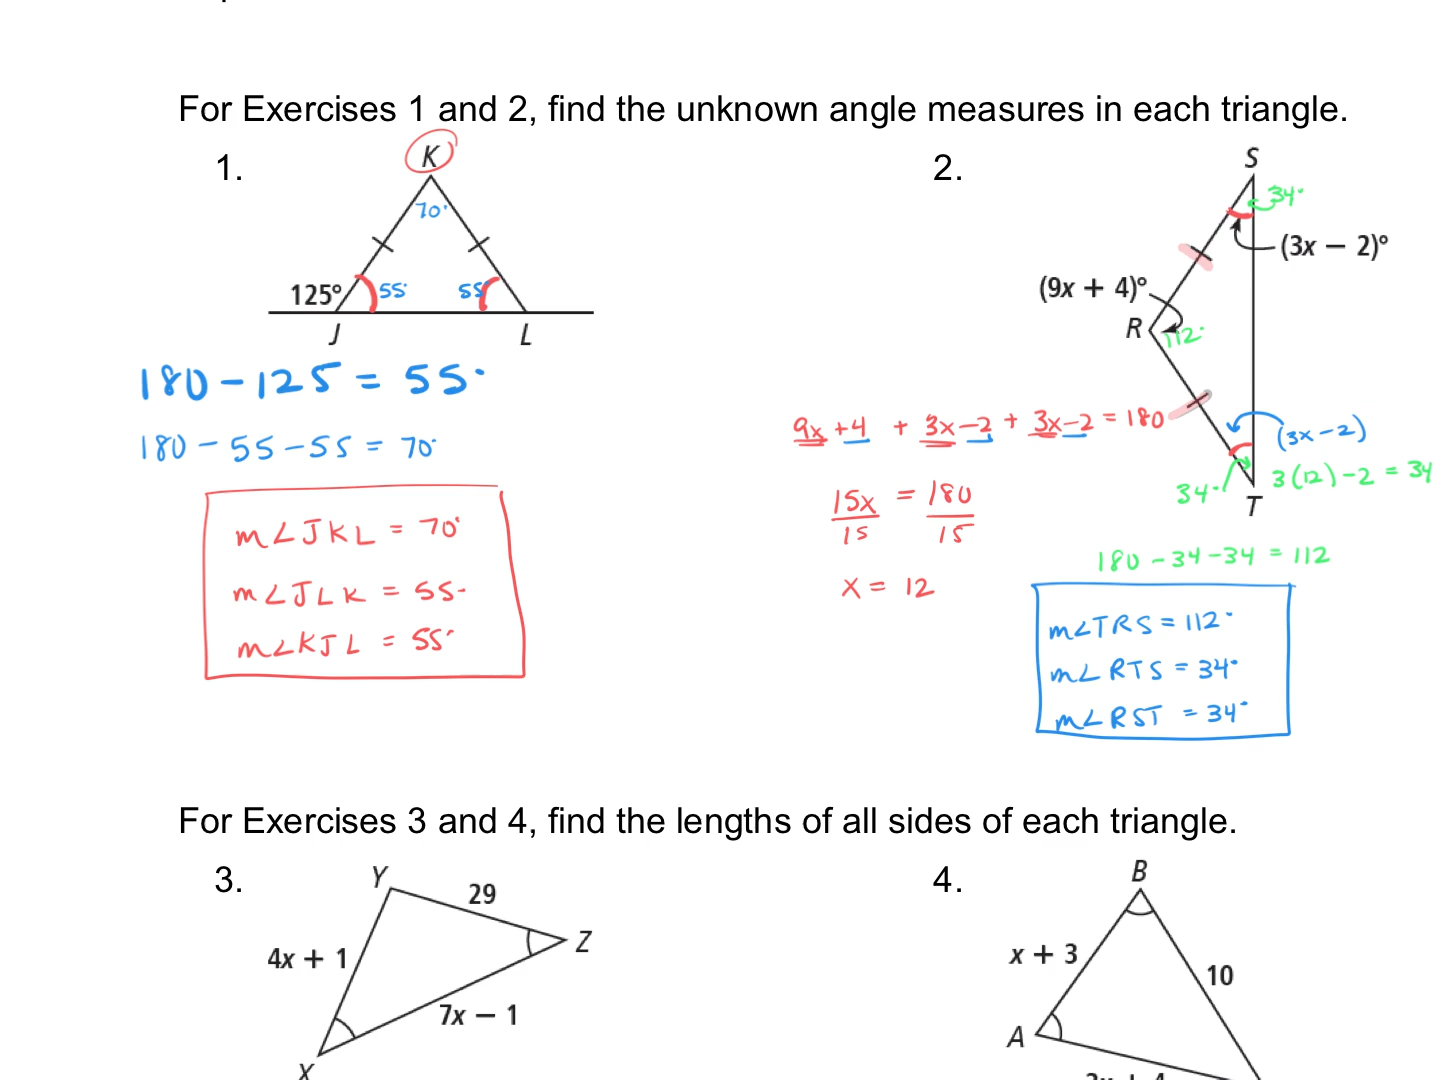 For Exercises 1 and 2, find the unknown angle measures in each triangle.
1.
K
70°
125°
55°
55
J
L
180 - 125 = 55°
180 - 55 - 55 = 70°
m∠JKL = 70°
m∠JLK = 55°
m∠KJL = 55°
2.
S
34°
(3x − 2)°
(9x + 4)°
R
112°
9x + 4 + 3x - 2 + 3x - 2 = 180
(3x - 2)
3(12) - 2 = 34
34°
T
15x = 180
15 15
x = 12
180 - 34 - 34 = 112
m∠TRS = 112°
m∠RTS = 34°
m∠RST = 34°
For Exercises 3 and 4, find the lengths of all sides of each triangle.
3.
Y
29
Z
4x + 1
7x − 1
X
4.
B
x + 3
10
A